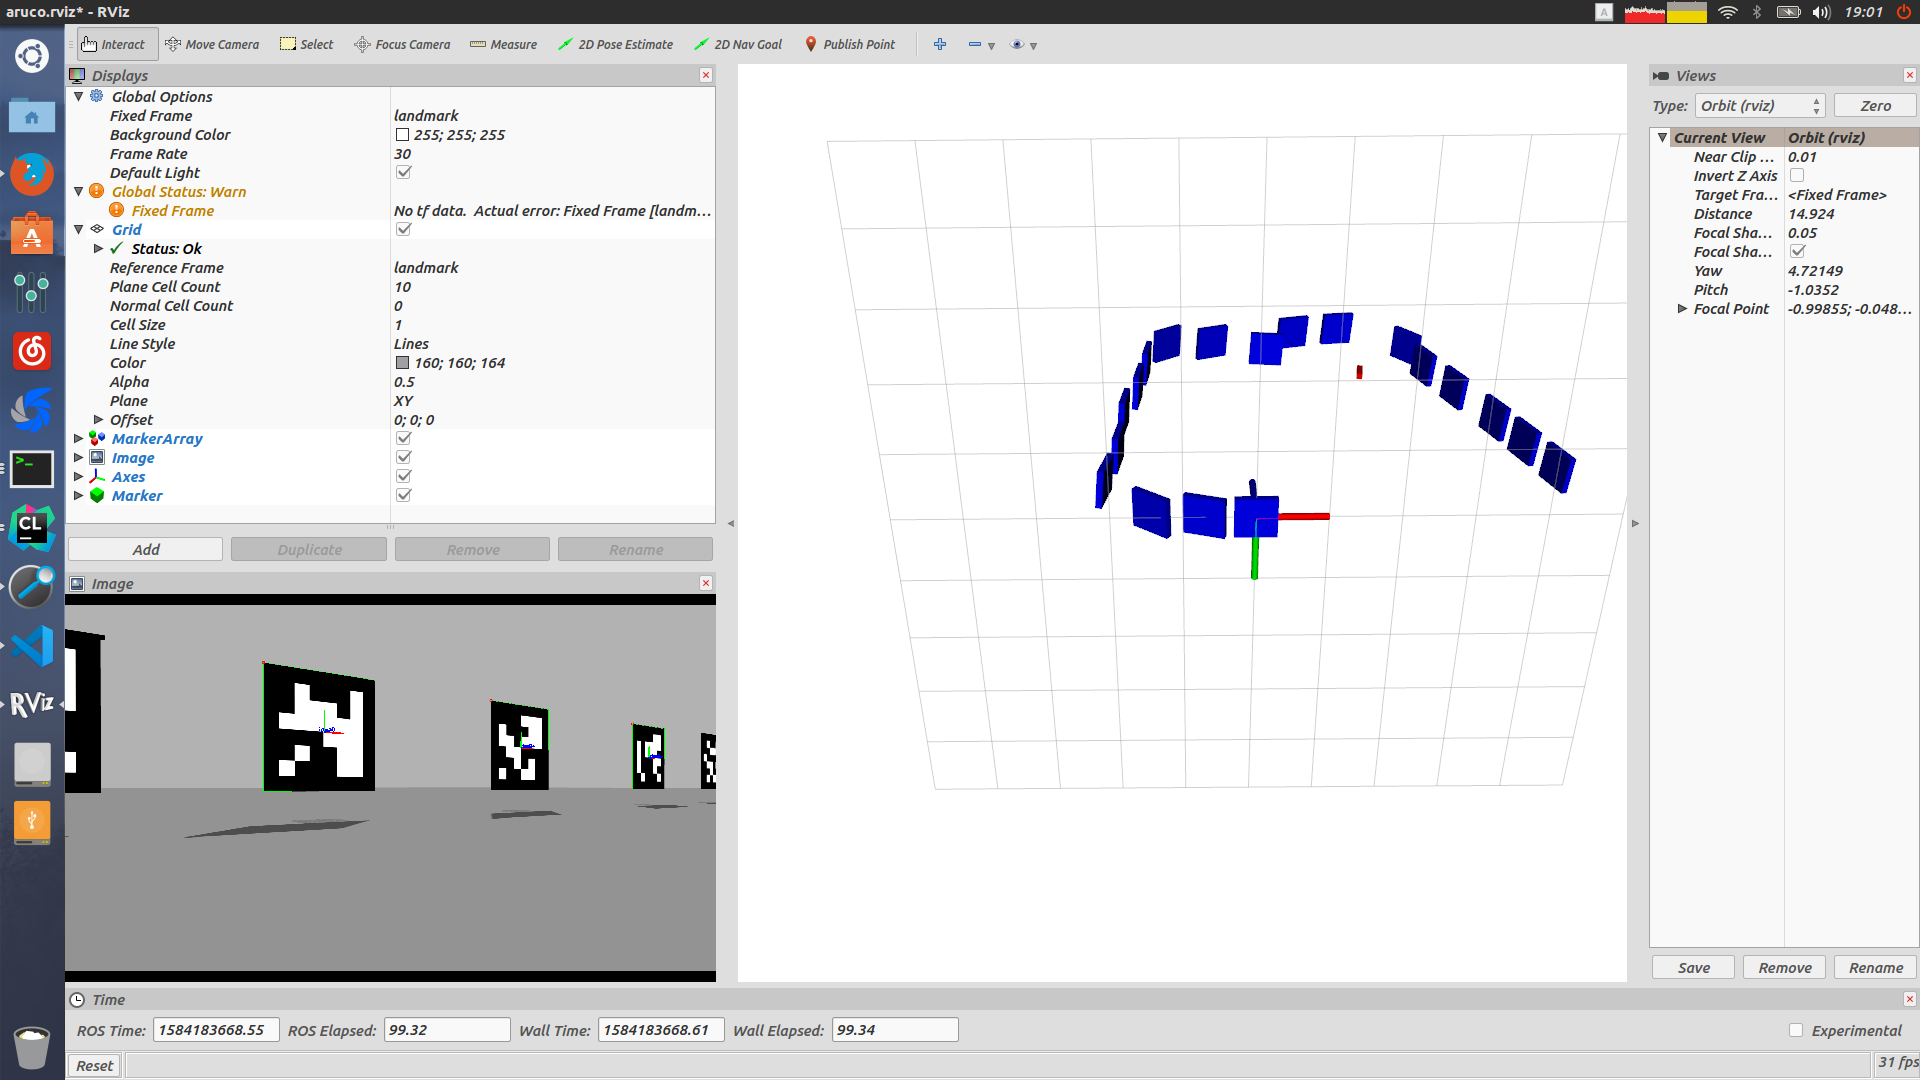 aruco.rviz* - RViz
A
19:01
Interact
Move Camera
Select
Focus Camera
Measure
2D Pose Estimate
2D Nav Goal
Publish Point
Displays
Global Options
Fixed Frame landmark
Background Color 255; 255; 255
Frame Rate 30
Default Light
Global Status: Warn
Fixed Frame No tf data. Actual error: Fixed Frame [landm...
Grid
Status: Ok
Reference Frame landmark
Plane Cell Count 10
Normal Cell Count 0
Cell Size 1
Line Style Lines
Color 160; 160; 164
Alpha 0.5
Plane XY
Offset 0; 0; 0
MarkerArray
Image
Axes
Marker
Add
Duplicate
Remove
Rename
Image
Views
Type: Orbit (rviz)
Zero
Current View Orbit (rviz)
Near Clip ... 0.01
Invert Z Axis
Target Fra... <Fixed Frame>
Distance 14.924
Focal Sha... 0.05
Focal Sha...
Yaw 4.72149
Pitch -1.0352
Focal Point -0.99855; -0.048...
Save
Remove
Rename
CL
RViz
Time
ROS Time: 1584183668.55
ROS Elapsed: 99.32
Wall Time: 1584183668.61
Wall Elapsed: 99.34
Experimental
Reset
31 fps